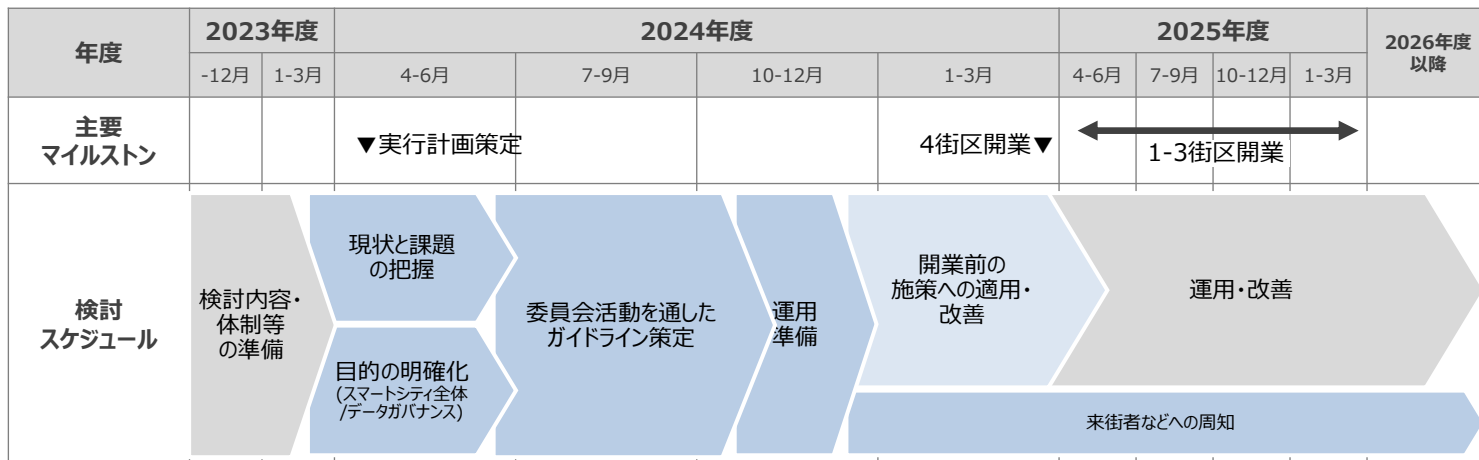 年度
2023年度
2024年度
2025年度
2026年度
以降
-12月
1-3月
4-6月
7-9月
10-12月
1-3月
4-6月
7-9月
10-12月
1-3月
主要
マイルストン
▼実行計画策定
4街区開業▼
1-3街区開業
検討
スケジュール
検討内容・
体制等
の準備
現状と課題
の把握
目的の明確化
(スマートシティ全体
/データガバナンス)
委員会活動を通した
ガイドライン策定
運用
準備
開業前の
施策への適用・
改善
運用・改善
来街者などへの周知